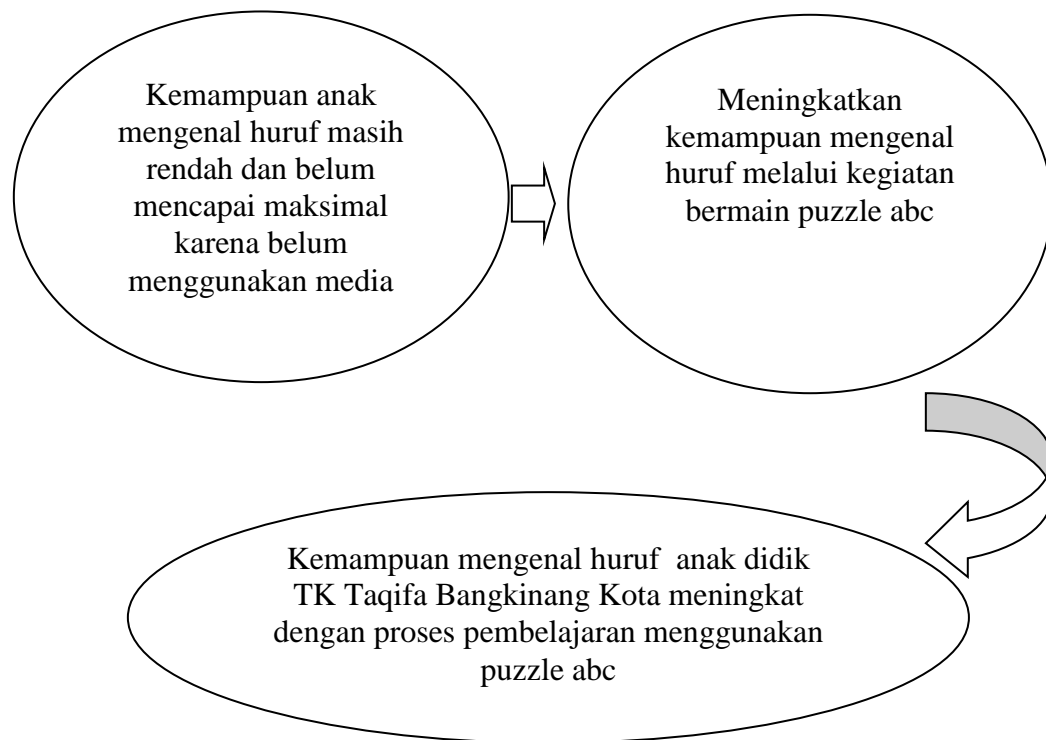 Kemampuan anak
mengenal huruf masih
rendah dan belum
mencapai maksimal
karena belum
menggunakan media
Meningkatkan
kemampuan mengenal
huruf melalui kegiatan
bermain puzzle abc
Kemampuan mengenal huruf anak didik
TK Taqifa Bangkinang Kota meningkat
dengan proses pembelajaran menggunakan
puzzle abc